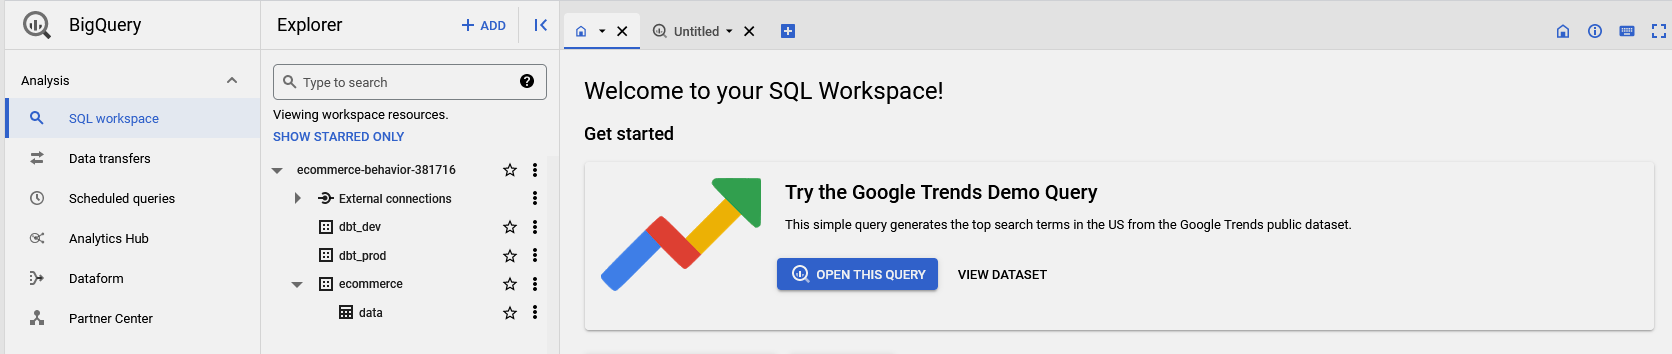 BigQuery
Analysis
SQL workspace
Data transfers
Scheduled queries
Analytics Hub
Dataform
Partner Center
Explorer
+ ADD
Type to search
Viewing workspace resources.
SHOW STARRED ONLY
ecommerce-behavior-381716
External connections
dbt_dev
dbt_prod
ecommerce
data
Untitled
Welcome to your SQL Workspace!
Get started
Try the Google Trends Demo Query
This simple query generates the top search terms in the US from the Google Trends public dataset.
OPEN THIS QUERY VIEW DATASET